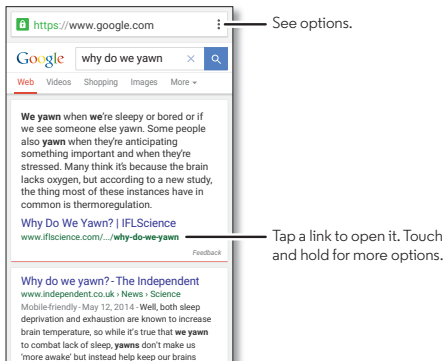 https://www.google.com
See options.
Google why do we yawn
Web Videos Shopping Images More
We yawn when we're sleepy or bored or if
we see someone else yawn. Some people
also yawn when they're anticipating
something important and when they're
stressed. Many think it's because the brain
lacks oxygen, but according to a new study,
the thing most of these instances have in
common is thermoregulation.
Why Do We Yawn? | IFLScience
www.iflscience.com/.../why-do-we-yawn
Tap a link to open it. Touch
and hold for more options.
Feedback
Why do we yawn? - The Independent
www.independent.co.uk › News › Science
Mobile-friendly - May 12, 2014 - Well, both sleep
deprivation and exhaustion are known to increase
brain temperature, so while it's true that we yawn
to combat lack of sleep, yawns don't make us
'more awake' but instead help keep our brains